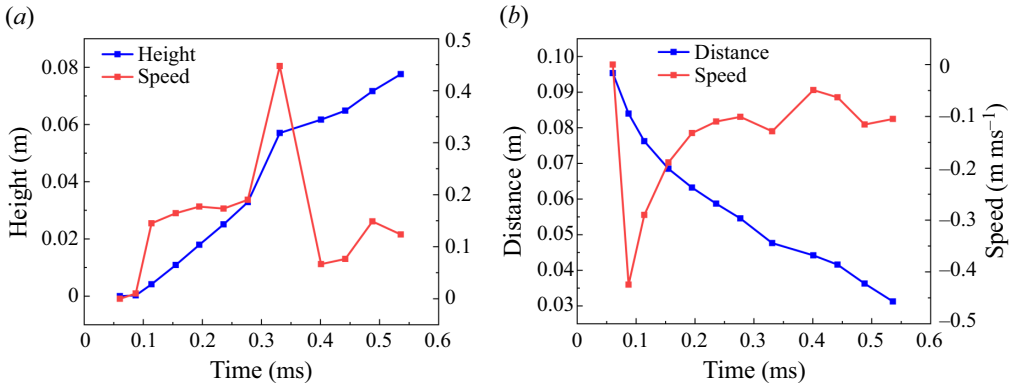 (a)
Height
Speed
0.08
0.06
0.04
0.02
0
Height (m)
0.5
0.4
0.3
0.2
0.1
0
0 0.1 0.2 0.3 0.4 0.5 0.6
Time (ms)
(b)
Distance
Speed
0.10
0.09
0.08
0.07
0.06
0.05
0.04
0.03
Distance (m)
0
–0.1
–0.2
–0.3
–0.4
–0.5
Speed (m ms⁻¹)
0 0.1 0.2 0.3 0.4 0.5 0.6
Time (ms)